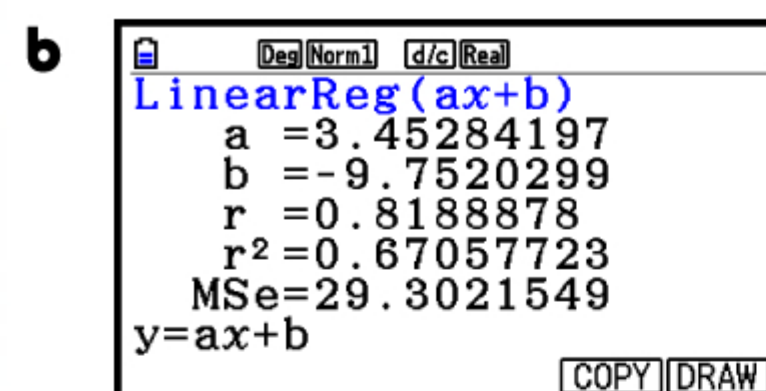 b
Deg Norm1 d/c Real
LinearReg(ax+b)
a =3.45284197
b =-9.7520299
r =0.8188878
r²=0.67057723
MSe=29.3021549
y=ax+b
COPY DRAW